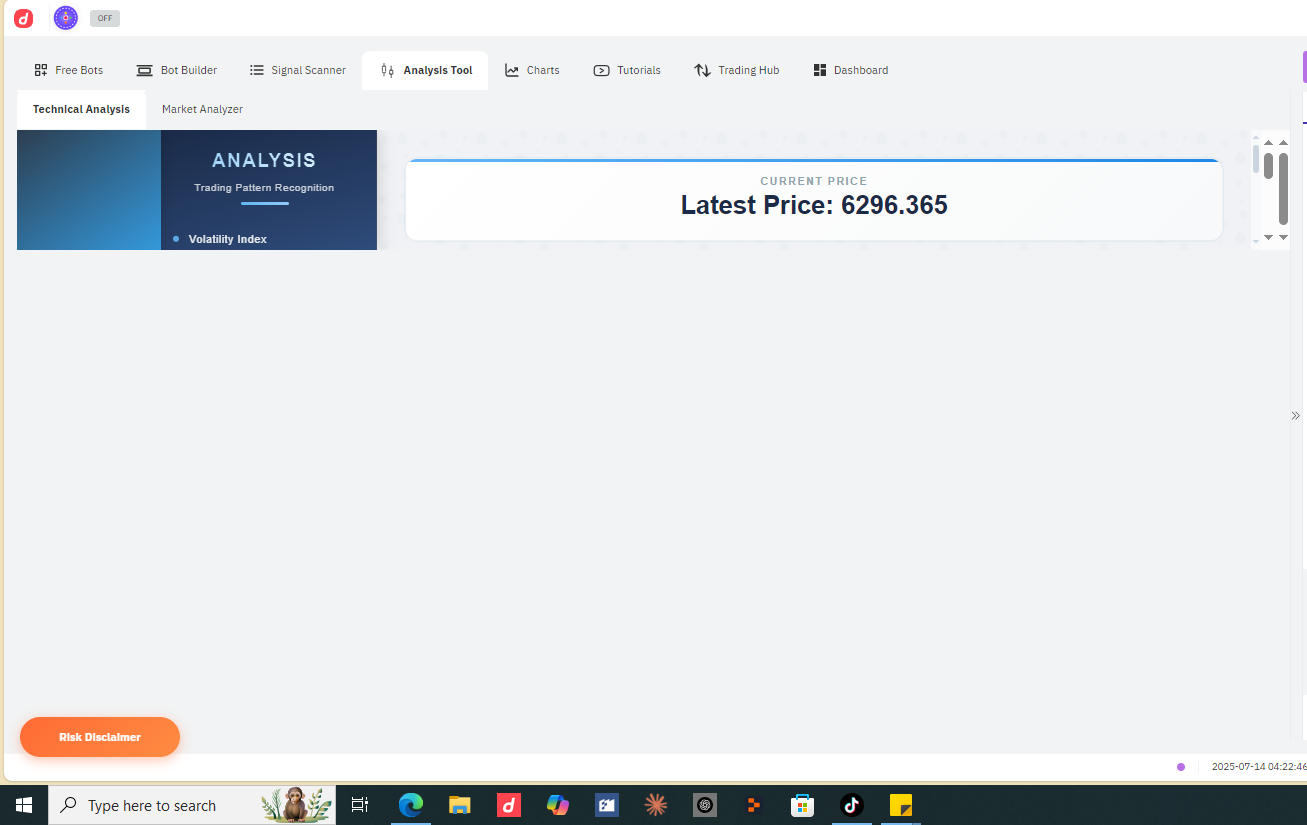 d
OFF
Free Bots
Bot Builder
Signal Scanner
Analysis Tool
Charts
Tutorials
Trading Hub
Dashboard
Technical Analysis
Market Analyzer
ANALYSIS
Trading Pattern Recognition
Volatility Index
CURRENT PRICE
Latest Price: 6296.365
Risk Disclaimer
2025-07-14 04:22:46
Type here to search
d